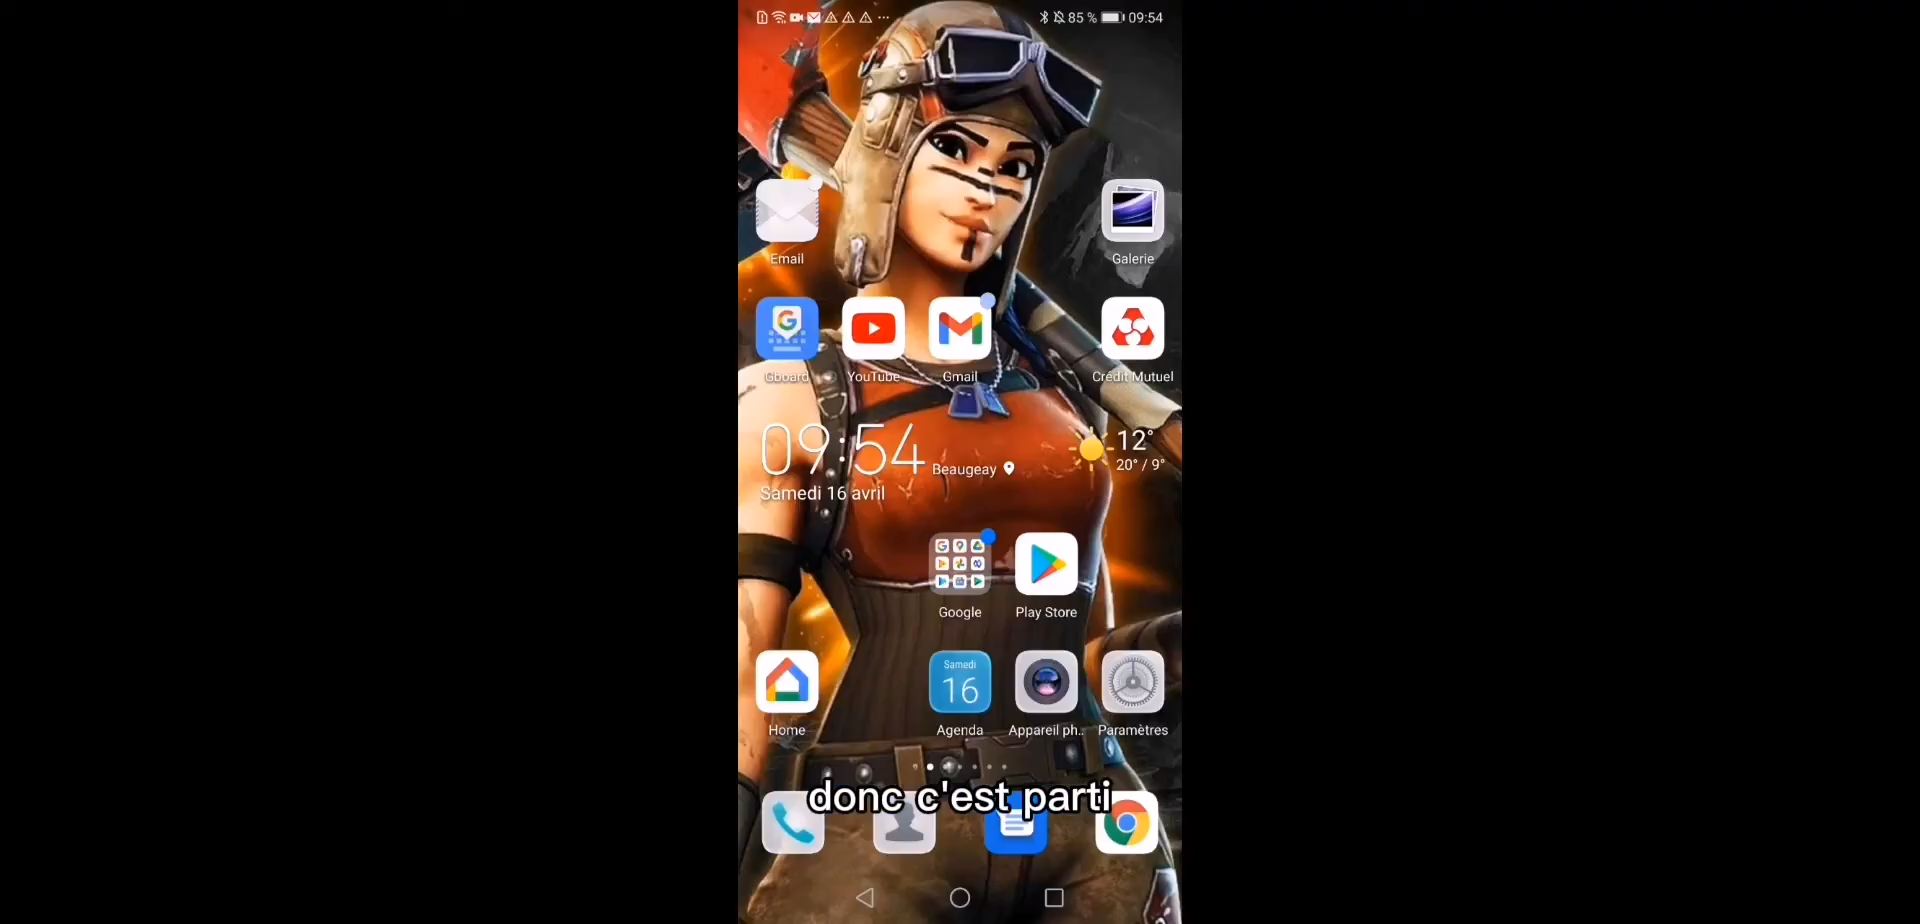 85 % 09:54
Email
Galerie
Gboard YouTube Gmail Crédit Mutuel
09:54 Beaugeay 12°
20° / 9°
Samedi 16 avril
Google Play Store
Samedi
16
Home Agenda Appareil ph.. Paramètres
donc c'est parti